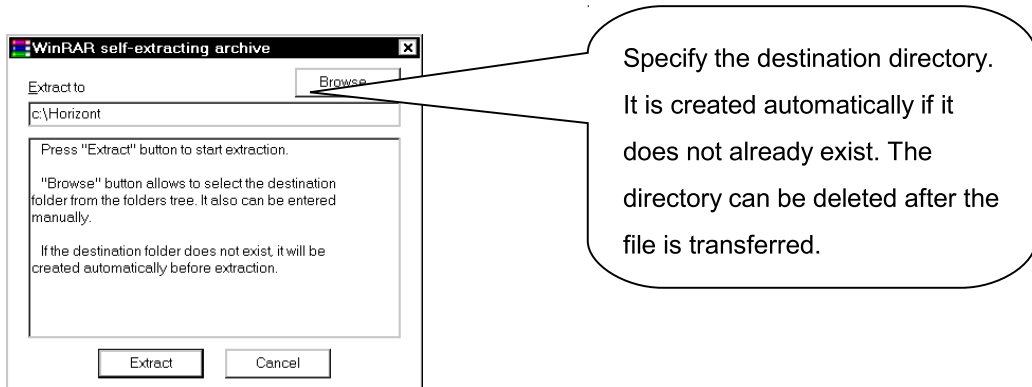 WinRAR self-extracting archive
Extract to
Browse...
c:\Horizont
Press "Extract" button to start extraction.
"Browse" button allows to select the destination
folder from the folders tree. It also can be entered
manually.
If the destination folder does not exist, it will be
created automatically before extraction.
Extract
Cancel
Specify the destination directory.
It is created automatically if it
does not already exist. The
directory can be deleted after the
file is transferred.